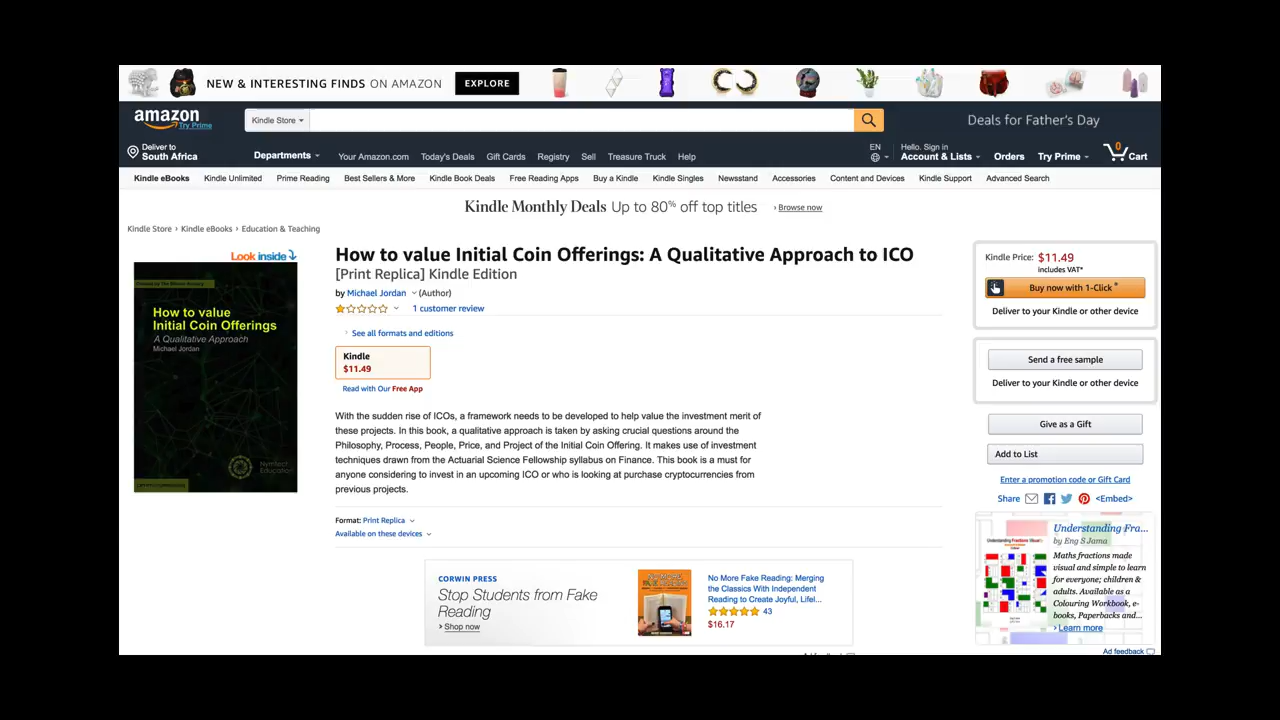 NEW & INTERESTING FINDS ON AMAZON EXPLORE
amazon
Try Prime
Kindle Store
Deals for Father's Day
Deliver to
South Africa
Departments
Your Amazon.com Today's Deals Gift Cards Registry Sell Treasure Truck Help
EN
Hello. Sign in
Account & Lists
Orders
Try Prime
0
Cart
Kindle eBooks Kindle Unlimited Prime Reading Best Sellers & More Kindle Book Deals Free Reading Apps Buy a Kindle Kindle Singles Newsstand Accessories Content and Devices Kindle Support Advanced Search
Kindle Monthly Deals Up to 80% off top titles › Browse now
Kindle Store › Kindle eBooks › Education & Teaching
Look inside
How to value
Initial Coin Offerings
A Qualitative Approach
Michael Jordan
Nymtect
Education
How to value Initial Coin Offerings: A Qualitative Approach to ICO
[Print Replica] Kindle Edition
by Michael Jordan (Author)
1 customer review
› See all formats and editions
Kindle
$11.49
Read with Our Free App
With the sudden rise of ICOs, a framework needs to be developed to help value the investment merit of
these projects. In this book, a qualitative approach is taken by asking crucial questions around the
Philosophy, Process, People, Price, and Project of the Initial Coin Offering. It makes use of investment
techniques drawn from the Actuarial Science Fellowship syllabus on Finance. This book is a must for
anyone considering to invest in an upcoming ICO or who is looking at purchase cryptocurrencies from
previous projects.
Format: Print Replica
Available on these devices
CORWIN PRESS
Stop Students from Fake
Reading
› Shop now
No More Fake Reading: Merging
the Classics With Independent
Reading to Create Joyful, Lifel...
43
$16.17
Kindle Price: $11.49
includes VAT*
Buy now with 1-Click *
Deliver to your Kindle or other device
Send a free sample
Deliver to your Kindle or other device
Give as a Gift
Add to List
Enter a promotion code or Gift Card
Share <Embed>
Understanding Fra...
by Eng S Jama
Maths fractions made
visual and simple to learn
for everyone; children &
adults. Available as a
Colouring Workbook, e-
books, Paperbacks and...
› Learn more
Ad feedback